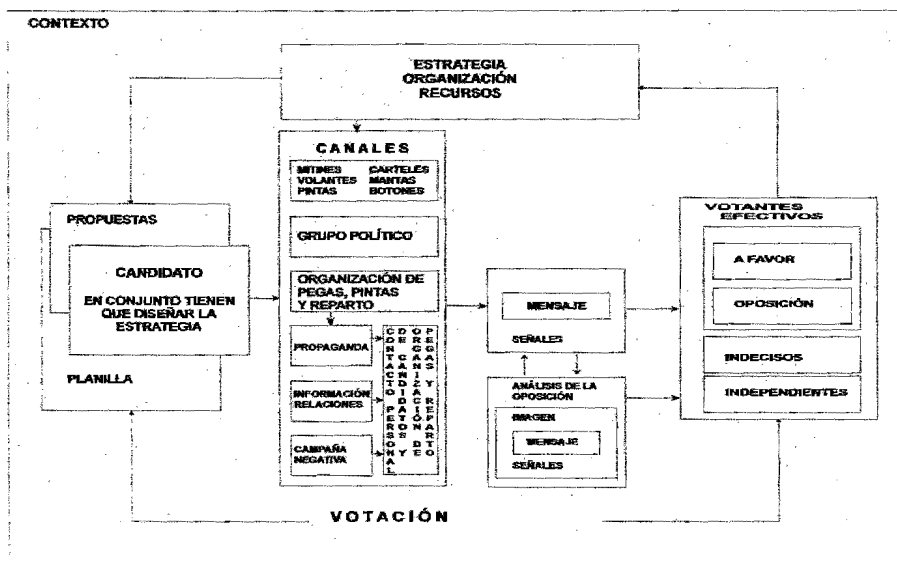 CONTEXTO
ESTRATEGIA
ORGANIZACIÓN
RECURSOS
CANALES
MITINES CARTELES
VOLANTES MANTAS
PINTAS BOTONES
GRUPO POLÍTICO
ORGANIZACIÓN DE
PEGAS, PINTAS
Y REPARTO
PROPAGANDA
INFORMACIÓN
RELACIONES
CAMPAÑA
NEGATIVA
CONTACTO PERSONAL
DE CANDIDATOS Y
ORGANIZACIÓN DE
PEGAS Y REPARTO
PROPUESTAS
CANDIDATO
EN CONJUNTO TIENEN
QUE DISEÑAR LA
ESTRATEGIA
PLANILLA
MENSAJE
SEÑALES
ANÁLISIS DE LA
OPOSICIÓN
IMAGEN
MENSAJE
SEÑALES
VOTANTES
EFECTIVOS
A FAVOR
OPOSICIÓN
INDECISOS
INDEPENDIENTES
VOTACIÓN